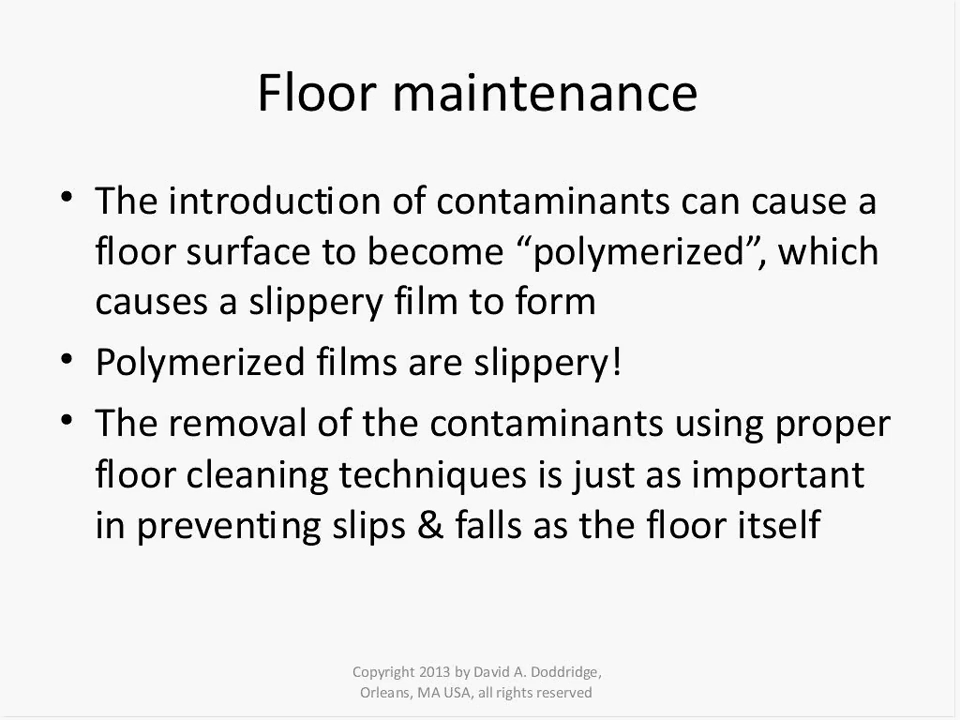 Floor maintenance
• The introduction of contaminants can cause a
floor surface to become “polymerized”, which
causes a slippery film to form
• Polymerized films are slippery!
• The removal of the contaminants using proper
floor cleaning techniques is just as important
in preventing slips & falls as the floor itself
Copyright 2013 by David A. Doddridge,
Orleans, MA USA, all rights reserved